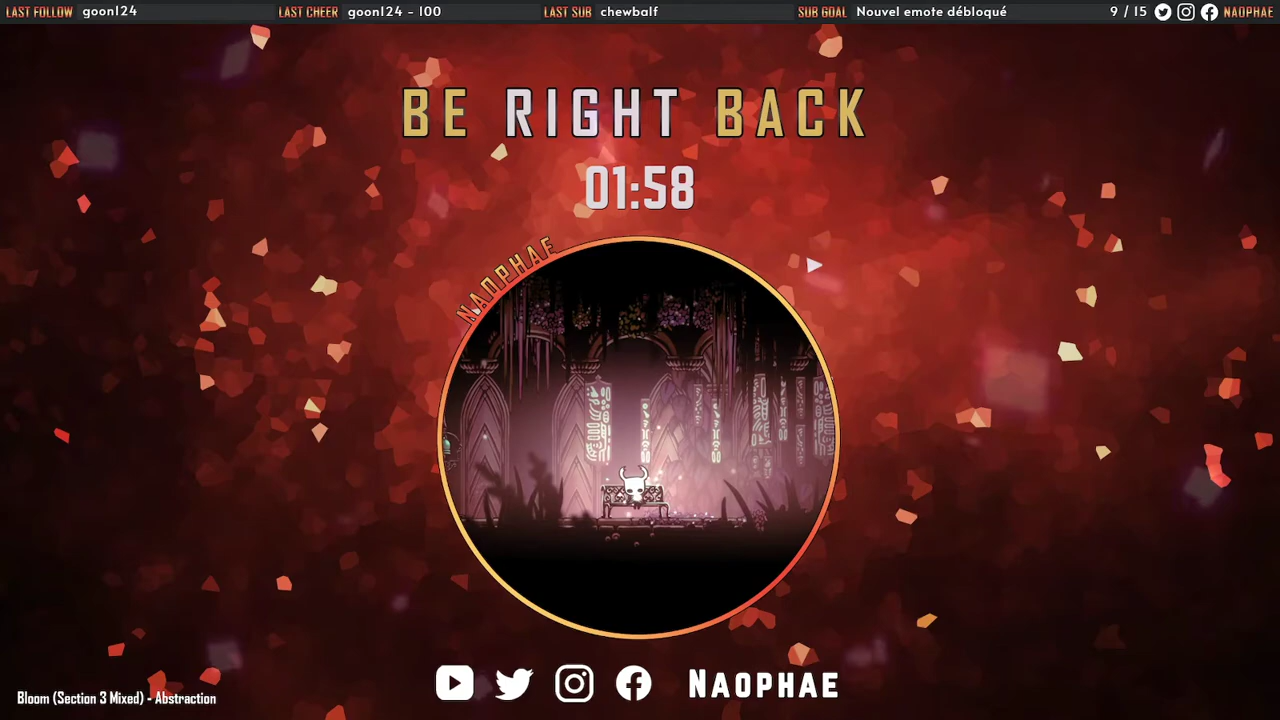 LAST FOLLOW goon124 LAST CHEER goon124 - 100 LAST SUB chewbalf SUB GOAL Nouvel emote débloqué 9 / 15 NAOPHAE
BE RIGHT BACK
01:58
NAOPHAE
NAOPHAE
Bloom (Section 3 Mixed) - Abstraction